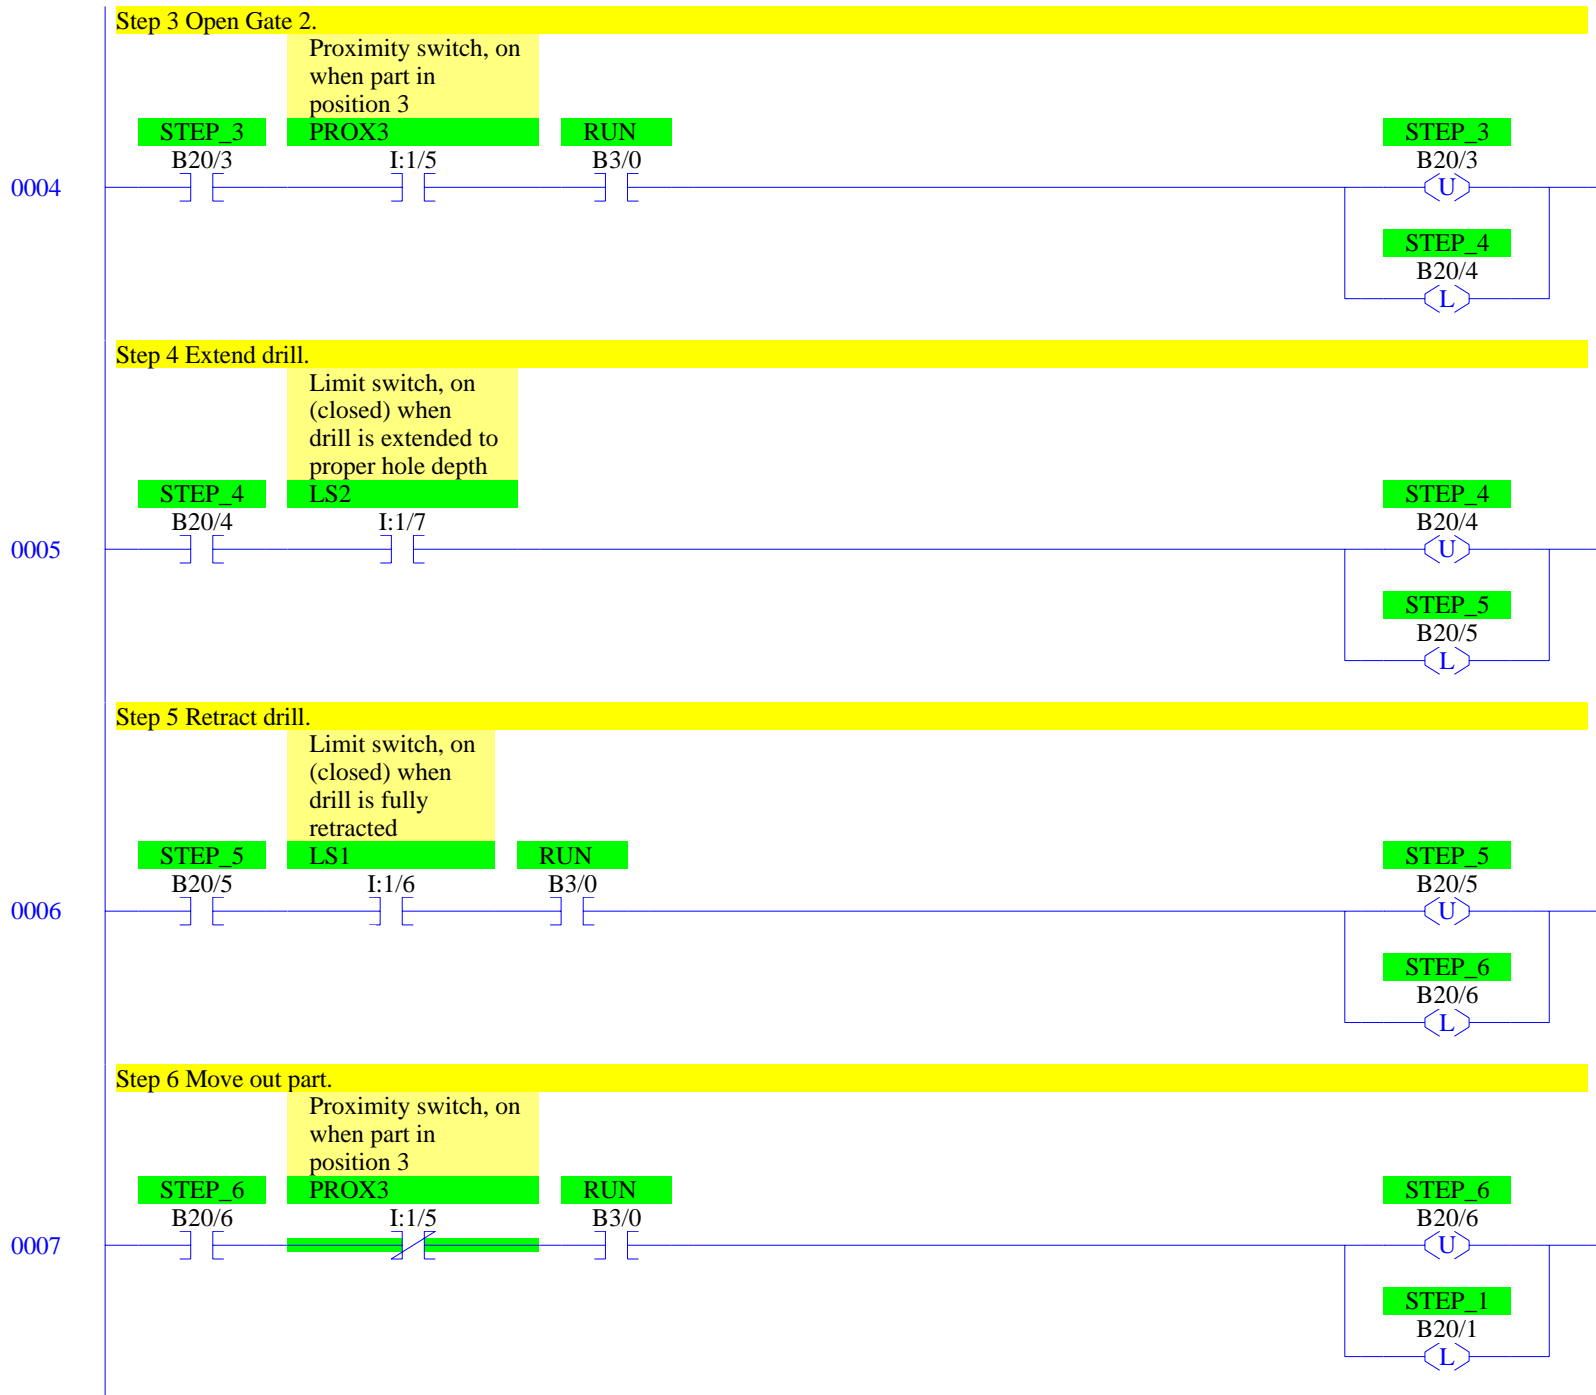 Step 3 Open Gate 2.
Proximity switch, on
when part in
position 3
STEP_3 PROX3 RUN STEP_3
B20/3 I:1/5 B3/0 B20/3
0004 U
STEP_4
B20/4
L
Step 4 Extend drill.
Limit switch, on
(closed) when
drill is extended to
proper hole depth
STEP_4 LS2 STEP_4
B20/4 I:1/7 B20/4
0005 U
STEP_5
B20/5
L
Step 5 Retract drill.
Limit switch, on
(closed) when
drill is fully
retracted
STEP_5 LS1 RUN STEP_5
B20/5 I:1/6 B3/0 B20/5
0006 U
STEP_6
B20/6
L
Step 6 Move out part.
Proximity switch, on
when part in
position 3
STEP_6 PROX3 RUN STEP_6
B20/6 I:1/5 B3/0 B20/6
0007 U
STEP_1
B20/1
L